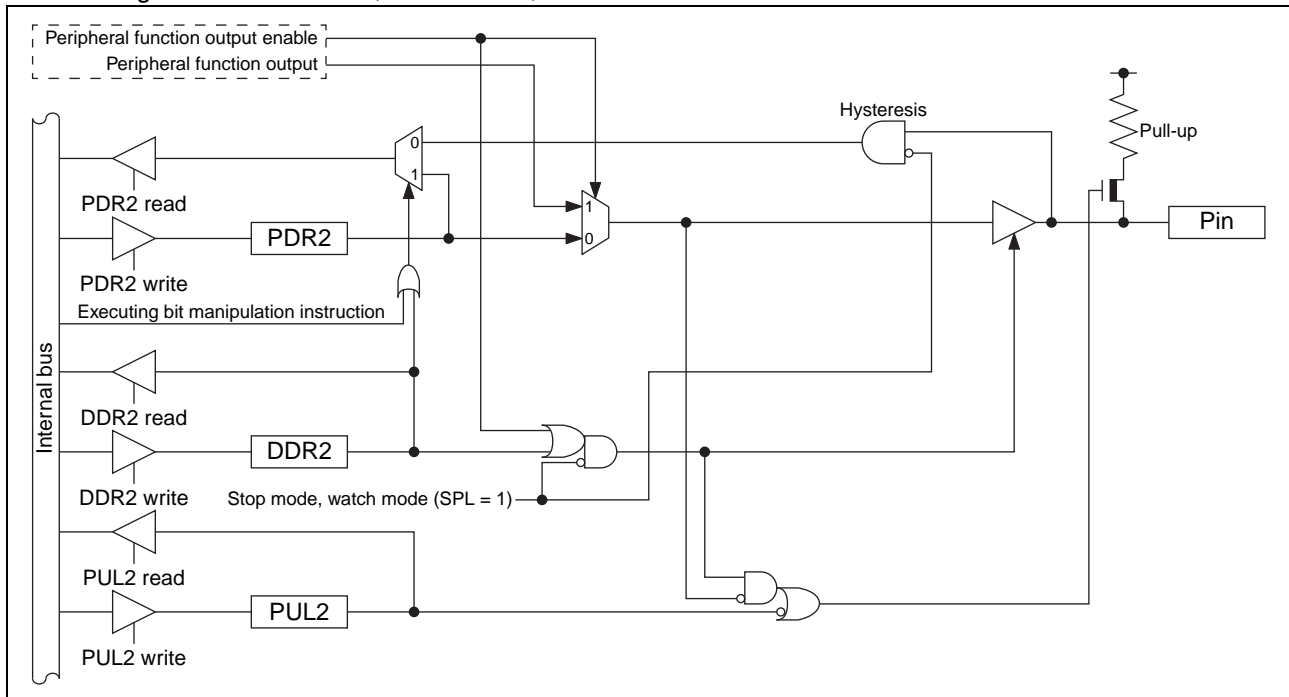 Peripheral function output enable
Peripheral function output
Hysteresis
Pull-up
0
1
PDR2 read
1
0
PDR2
Pin
PDR2 write
Executing bit manipulation instruction
Internal bus
DDR2 read
DDR2
DDR2 write
Stop mode, watch mode (SPL = 1)
PUL2 read
PUL2
PUL2 write